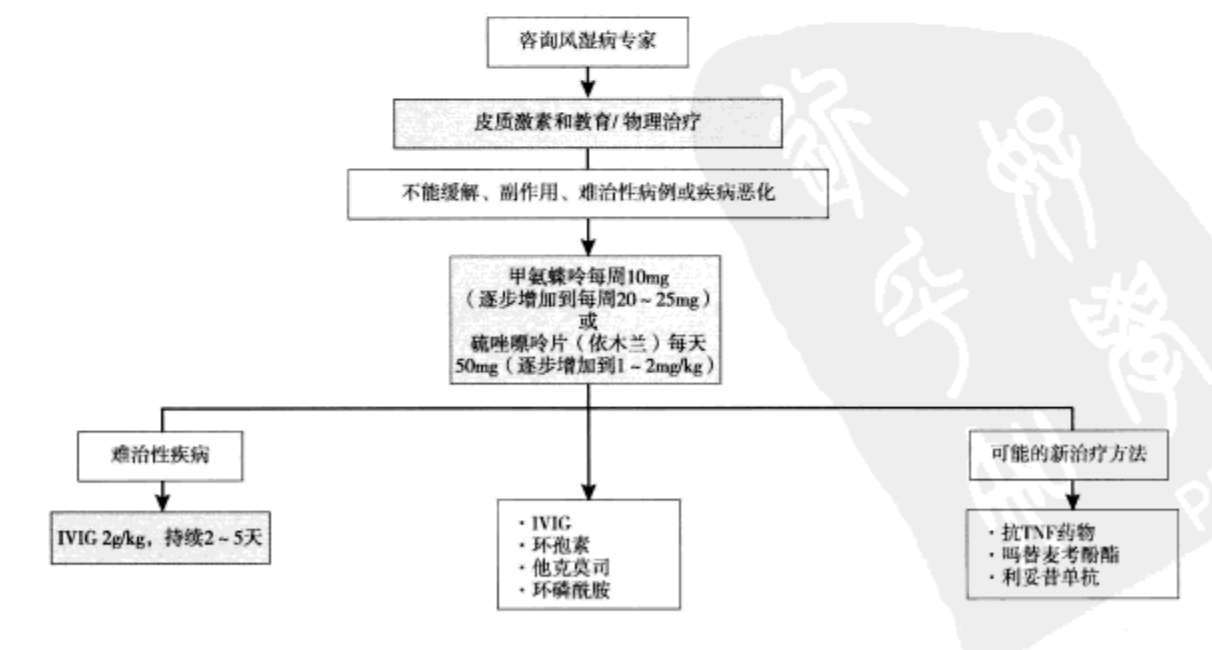 咨询风湿病专家
皮质激素和教育/ 物理治疗
不能缓解、副作用、难治性病例或疾病恶化
甲氨蝶呤每周10mg
（逐步增加到每周20～25mg）
或
硫唑嘌呤片（依木兰）每天
50mg（逐步增加到1～2mg/kg）
难治性疾病
IVIG 2g/kg，持续2～5天
· IVIG
· 环孢素
· 他克莫司
· 环磷酰胺
可能的新治疗方法
· 抗TNF药物
· 吗替麦考酚酯
· 利妥昔单抗